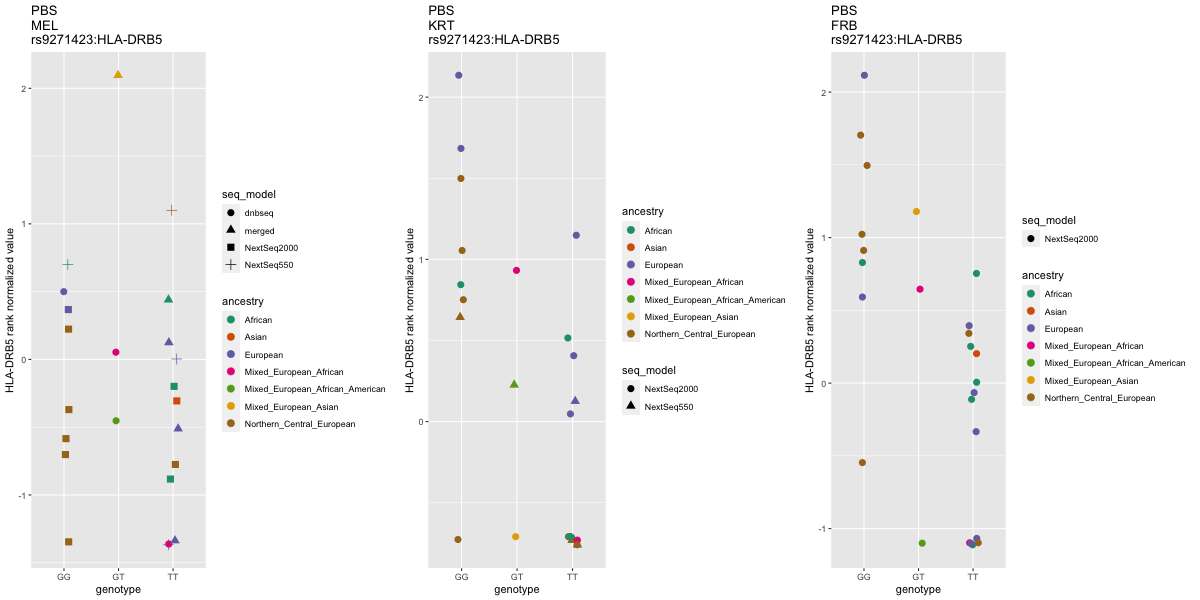 PBS
MEL
rs9271423:HLA-DRB5
HLA-DRB5 rank normalized value
2
1
0
-1
GG
GT
TT
genotype
seq_model
dnbseq
merged
NextSeq2000
NextSeq550
ancestry
African
Asian
European
Mixed_European_African
Mixed_European_African_American
Mixed_European_Asian
Northern_Central_European
PBS
KRT
rs9271423:HLA-DRB5
HLA-DRB5 rank normalized value
2
1
0
GG
GT
TT
genotype
ancestry
African
Asian
European
Mixed_European_African
Mixed_European_African_American
Mixed_European_Asian
Northern_Central_European
seq_model
NextSeq2000
NextSeq550
PBS
FRB
rs9271423:HLA-DRB5
HLA-DRB5 rank normalized value
2
1
0
-1
GG
GT
TT
genotype
seq_model
NextSeq2000
ancestry
African
Asian
European
Mixed_European_African
Mixed_European_African_American
Mixed_European_Asian
Northern_Central_European